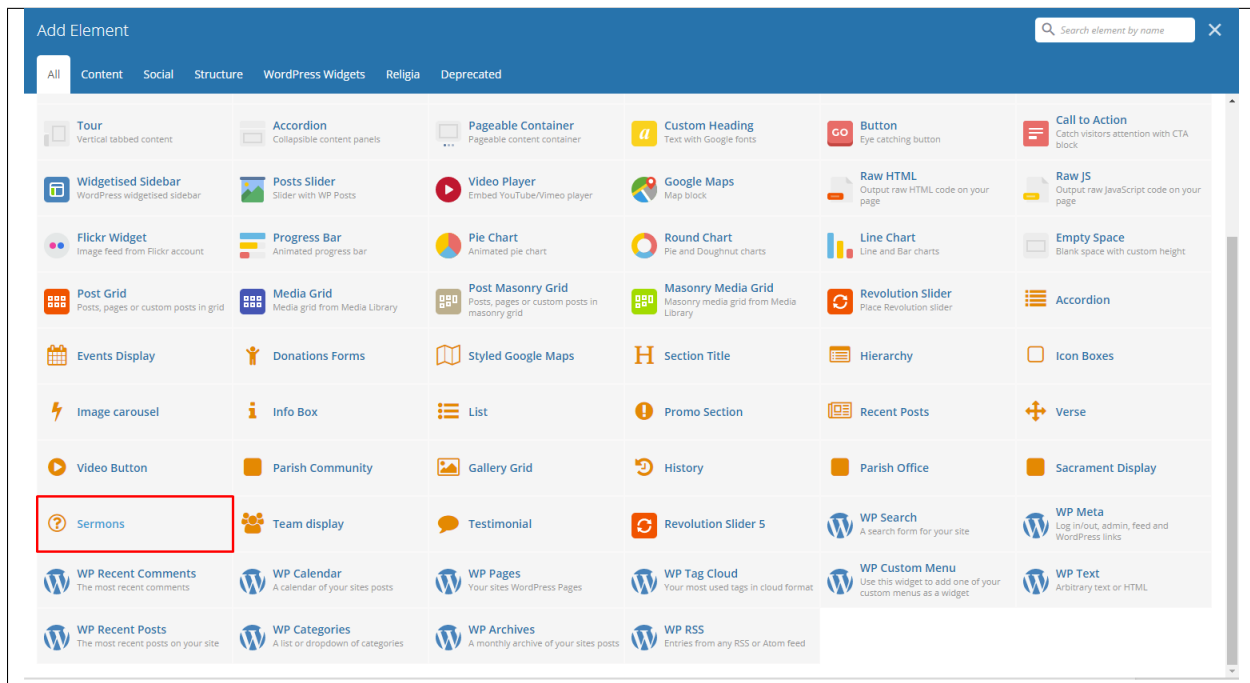 Add Element
Search element by name
All Content Social Structure WordPress Widgets Religia Deprecated
Tour
Vertical tabbed content
Accordion
Collapsible content panels
Pageable Container
Pageable content container
a
Custom Heading
Text with Google fonts
GO
Button
Eye catching button
Call to Action
Catch visitors attention with CTA
block
Widgetised Sidebar
WordPress widgetised sidebar
Posts Slider
Slider with WP Posts
Video Player
Embed YouTube/Vimeo player
Google Maps
Map block
Raw HTML
Output raw HTML code on your
page
Raw JS
Output raw JavaScript code on your
page
Flickr Widget
Image feed from Flickr account
Progress Bar
Animated progress bar
Pie Chart
Animated pie chart
Round Chart
Pie and Doughnut charts
Line Chart
Line and Bar charts
Empty Space
Blank space with custom height
Post Grid
Posts, pages or custom posts in grid
Media Grid
Media grid from Media Library
Post Masonry Grid
Posts, pages or custom posts in
masonry grid
Masonry Media Grid
Masonry media grid from Media
Library
Revolution Slider
Place Revolution slider
Accordion
Events Display
Donations Forms
Styled Google Maps
H
Section Title
Hierarchy
Icon Boxes
Image carousel
i
Info Box
List
Promo Section
Recent Posts
Verse
Video Button
Parish Community
Gallery Grid
History
Parish Office
Sacrament Display
Sermons
Team display
Testimonial
Revolution Slider 5
WP Search
A search form for your site
WP Meta
Log in/out, admin, feed and
WordPress links
WP Recent Comments
The most recent comments
WP Calendar
A calendar of your sites posts
WP Pages
Your sites WordPress Pages
WP Tag Cloud
Your most used tags in cloud format
WP Custom Menu
Use this widget to add one of your
custom menus as a widget
WP Text
Arbitrary text or HTML
WP Recent Posts
The most recent posts on your site
WP Categories
A list or dropdown of categories
WP Archives
A monthly archive of your sites posts
WP RSS
Entries from any RSS or Atom feed